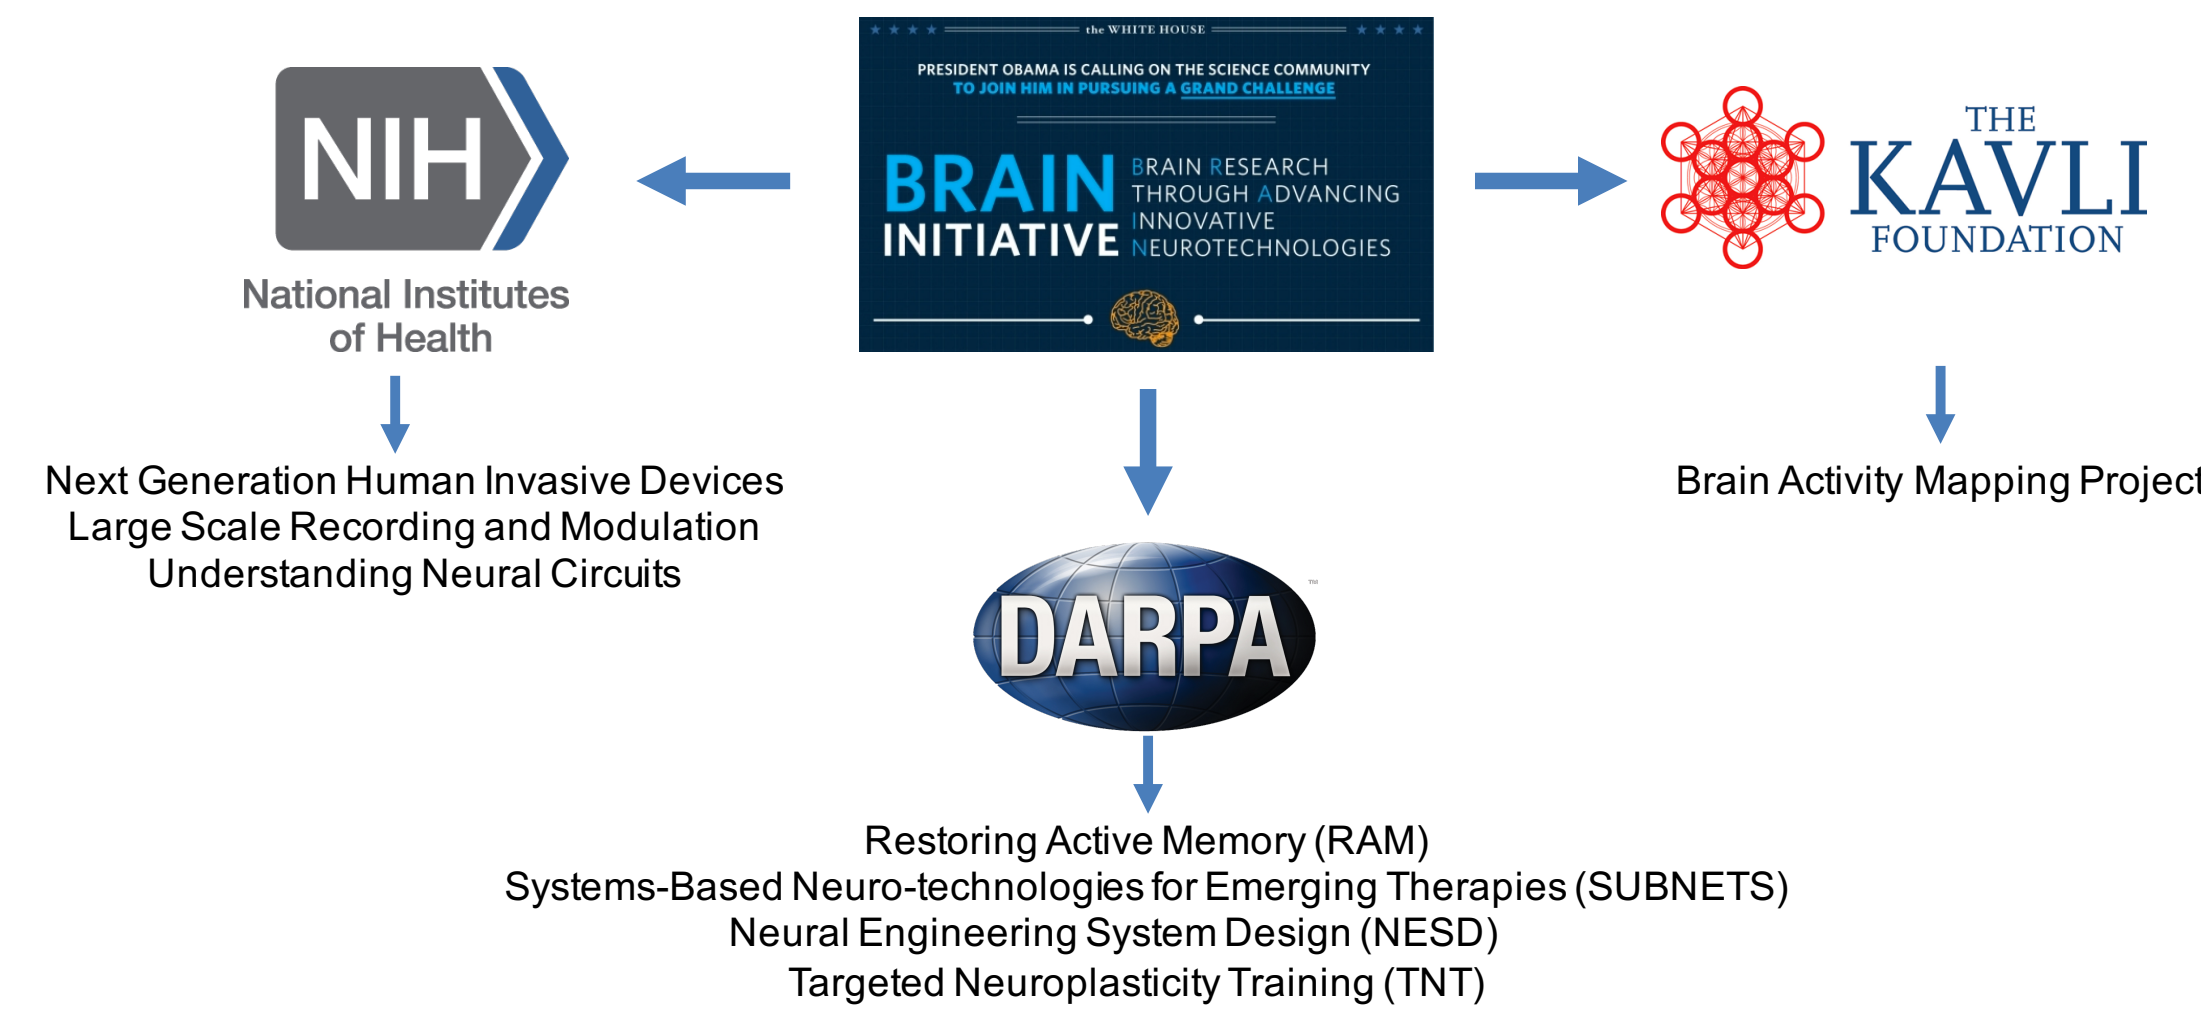 the WHITE HOUSE
PRESIDENT OBAMA IS CALLING ON THE SCIENCE COMMUNITY
TO JOIN HIM IN PURSUING A GRAND CHALLENGE
BRAIN
INITIATIVE
BRAIN RESEARCH
THROUGH ADVANCING
INNOVATIVE
NEUROTECHNOLOGIES
NIH
National Institutes
of Health
THE
KAVLI
FOUNDATION
Next Generation Human Invasive Devices
Large Scale Recording and Modulation
Understanding Neural Circuits
Brain Activity Mapping Project
DARPA
TM
Restoring Active Memory (RAM)
Systems-Based Neuro-technologies for Emerging Therapies (SUBNETS)
Neural Engineering System Design (NESD)
Targeted Neuroplasticity Training (TNT)